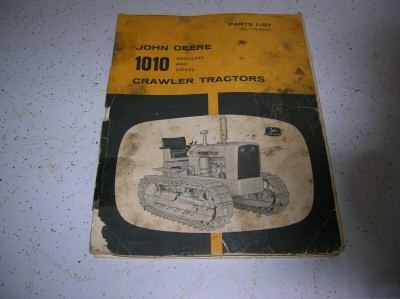 PARTS LIST
JOHN DEERE
1010 GASOLINE
AND
DIESEL
CRAWLER TRACTORS